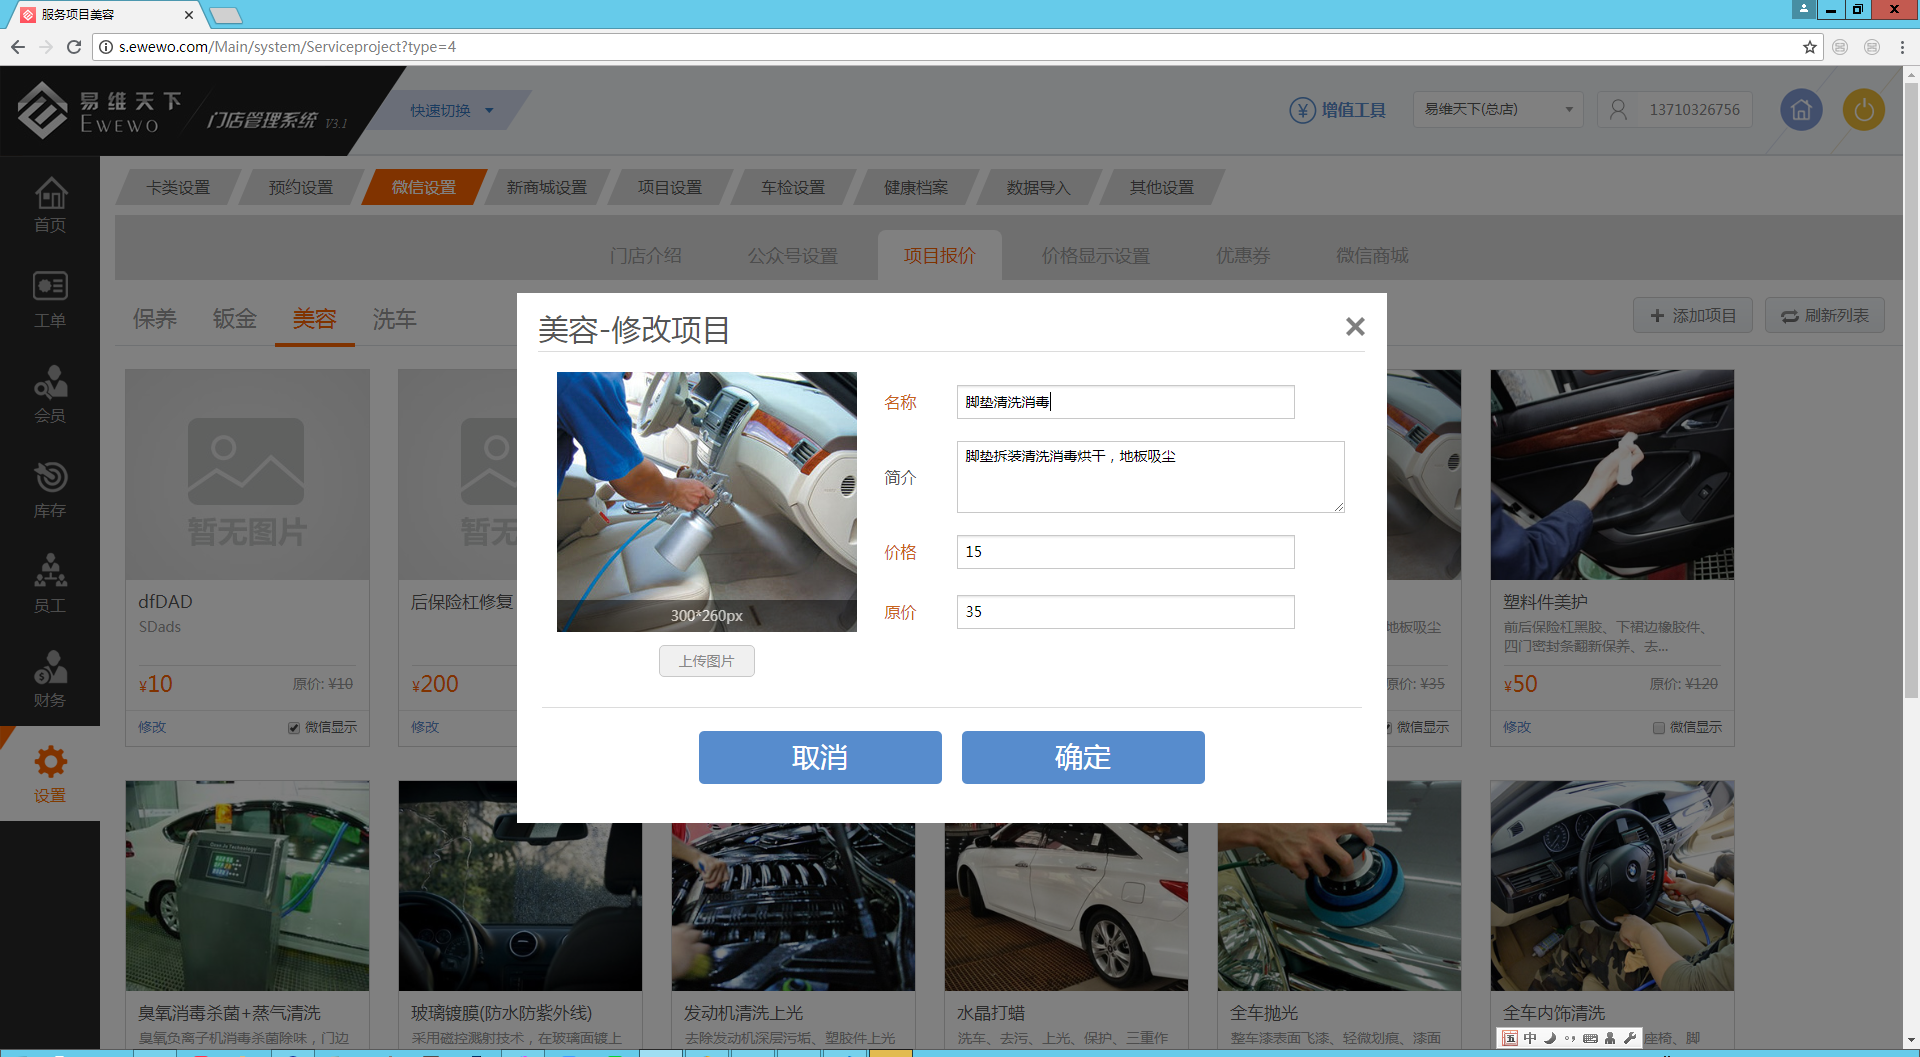 服务项目美容
s.ewewo.com/Main/system/Serviceproject?type=4
易维天下
EWEWO
门店管理系统 V3.1
快速切换
增值工具
易维天下(总店)
13710326756
首页
工单
会员
库存
员工
财务
设置
卡类设置 预约设置 微信设置 新商城设置 项目设置 车检设置 健康档案 数据导入 其他设置
门店介绍 公众号设置 项目报价 价格显示设置 优惠券 微信商城
保养 钣金 美容 洗车
添加项目 刷新列表
美容-修改项目
300*260px
上传图片
名称 脚垫清洗消毒
简介 脚垫拆装清洗消毒烘干，地板吸尘
价格 15
原价 35
取消 确定
暂无图片
dfDAD
SDads
¥10 原价: ¥10
修改 微信显示
暂无
后保险杠修复
¥200
修改
地板吸尘
原价: ¥35
微信显示
塑料件美护
前后保险杠黑胶、下裙边橡胶件、
四门密封条翻新保养、去...
¥50 原价: ¥120
修改 微信显示
臭氧消毒杀菌+蒸气清洗
臭氧负离子机消毒杀菌除味，门边
玻璃镀膜(防水防紫外线)
采用磁控溅射技术，在玻璃面镀上
发动机清洗上光
去除发动机深层污垢、塑胶件上光
水晶打蜡
洗车、去污、上光、保护、三重作
全车抛光
整车漆表面飞漆、轻微划痕、漆面
全车内饰清洗
座椅、脚
五 中